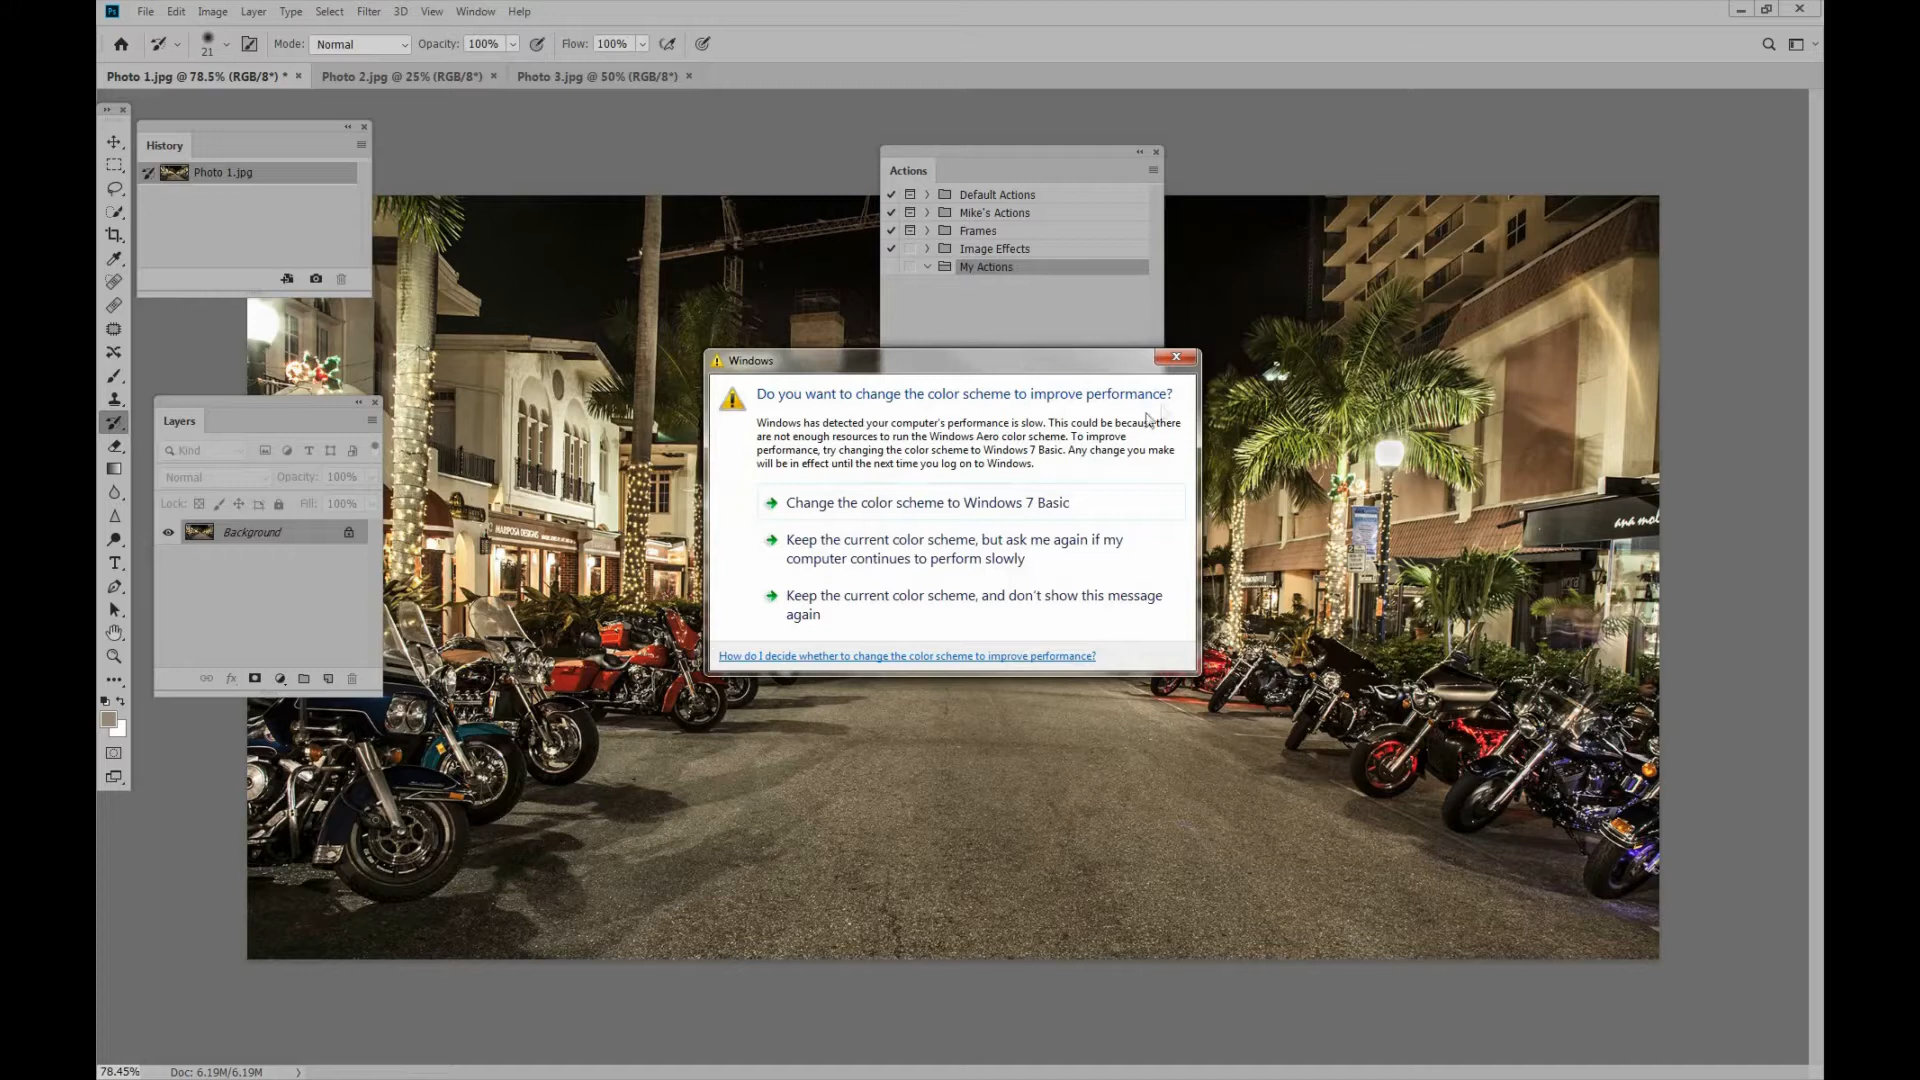 Ps File Edit Image Layer Type Select Filter 3D View Window Help
21 Mode: Normal Opacity: 100% Flow: 100%
Photo 1.jpg @ 78.5% (RGB/8*) * × Photo 2.jpg @ 25% (RGB/8*) × Photo 3.jpg @ 50% (RGB/8*) ×
History
Photo 1.jpg
Actions
Default Actions
Mike's Actions
Frames
Image Effects
My Actions
Windows
Do you want to change the color scheme to improve performance?
Windows has detected your computer's performance is slow. This could be because there
are not enough resources to run the Windows Aero color scheme. To improve
performance, try changing the color scheme to Windows 7 Basic. Any change you make
will be in effect until the next time you log on to Windows.
Change the color scheme to Windows 7 Basic
Keep the current color scheme, but ask me again if my
computer continues to perform slowly
Keep the current color scheme, and don't show this message
again
How do I decide whether to change the color scheme to improve performance?
Layers
Kind
Normal Opacity: 100%
Lock: Fill: 100%
Background
MARIPOSA DESIGNS
ana mol
78.45% Doc: 6.19M/6.19M